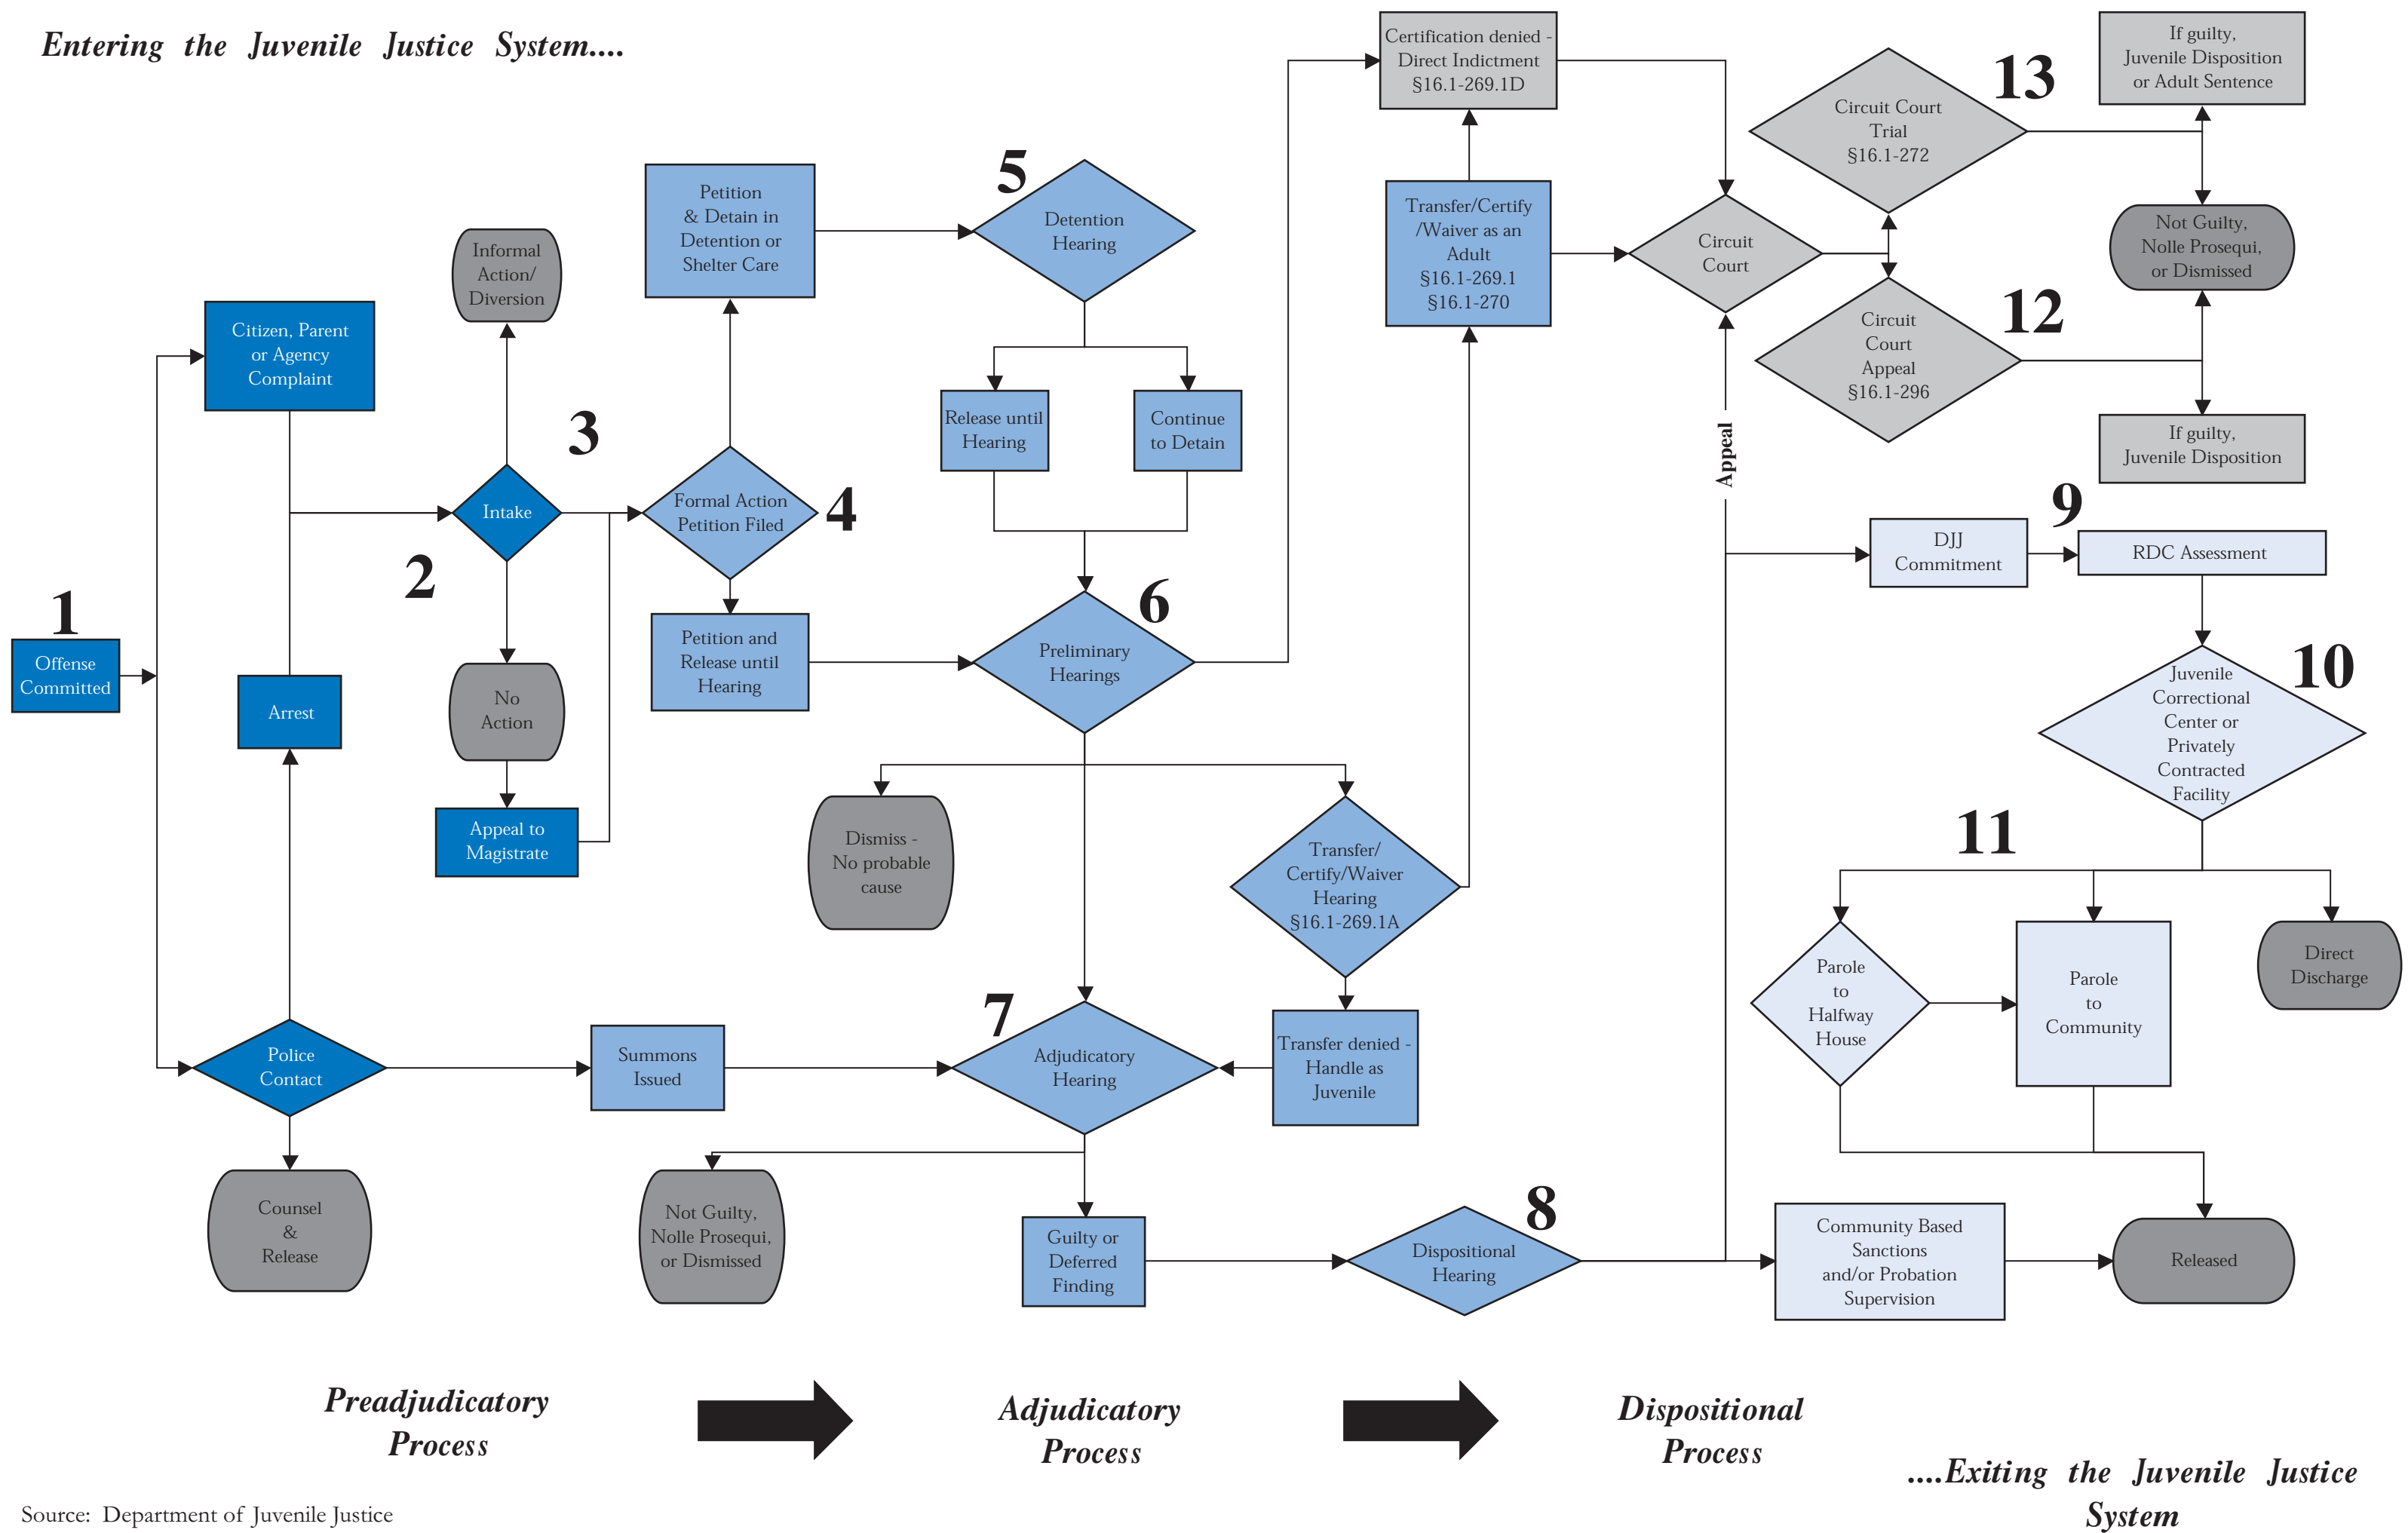 Entering the Juvenile Justice System....
1
Offense
Committed
Citizen, Parent
or Agency
Complaint
Arrest
Police
Contact
Counsel
&
Release
2
Intake
3
Informal
Action/
Diversion
No
Action
Appeal to
Magistrate
Formal Action
Petition Filed
4
Petition
& Detain in
Detention or
Shelter Care
Petition and
Release until
Hearing
Summons
Issued
5
Detention
Hearing
Release until
Hearing
Continue
to Detain
6
Preliminary
Hearings
Dismiss -
No probable
cause
Transfer/
Certify/Waiver
Hearing
§16.1-269.1A
Transfer denied -
Handle as
Juvenile
7
Adjudicatory
Hearing
Not Guilty,
Nolle Prosequi,
or Dismissed
Guilty or
Deferred
Finding
8
Dispositional
Hearing
Certification denied -
Direct Indictment
§16.1-269.1D
Transfer/Certify
/Waiver as an
Adult
§16.1-269.1
§16.1-270
Circuit
Court
Appeal
13
Circuit Court
Trial
§16.1-272
If guilty,
Juvenile Disposition
or Adult Sentence
Not Guilty,
Nolle Prosequi,
or Dismissed
12
Circuit
Court
Appeal
§16.1-296
If guilty,
Juvenile Disposition
DJJ
Commitment
9
RDC Assessment
10
Juvenile
Correctional
Center or
Privately
Contracted
Facility
11
Parole
to
Halfway
House
Parole
to
Community
Direct
Discharge
Community Based
Sanctions
and/or Probation
Supervision
Released
Preadjudicatory
Process
Adjudicatory
Process
Dispositional
Process
....Exiting the Juvenile Justice
System
Source: Department of Juvenile Justice